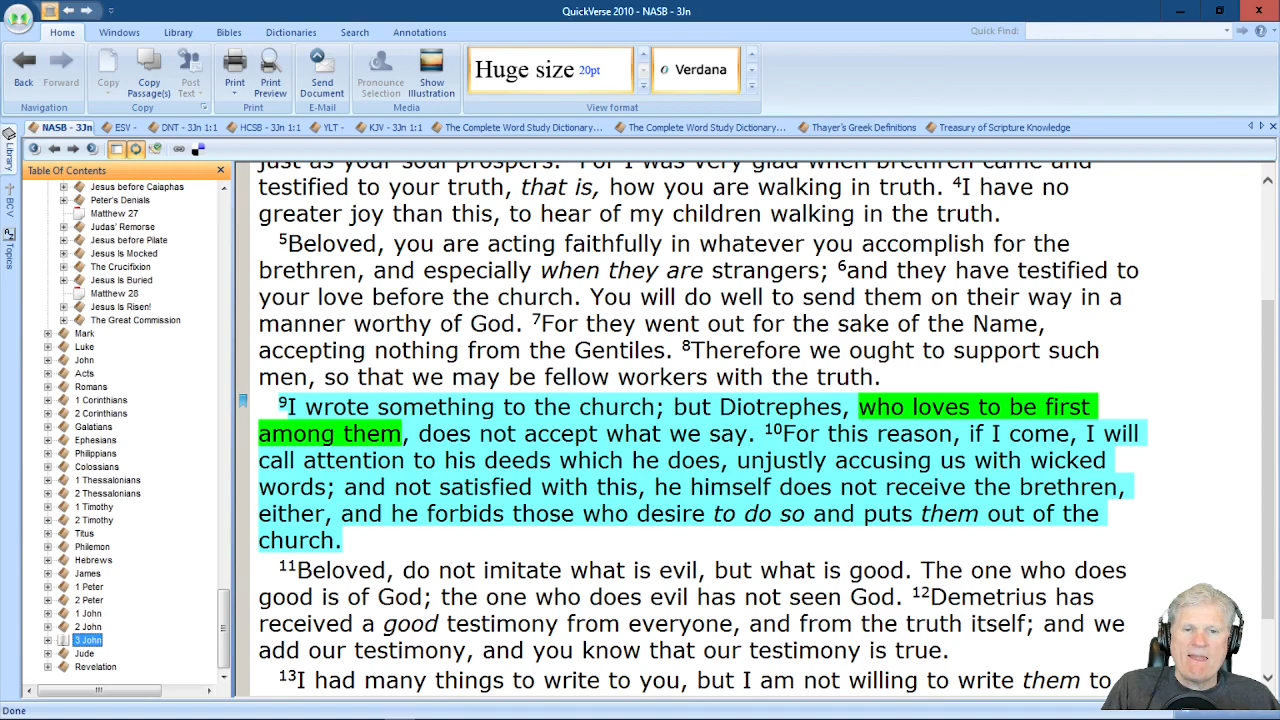 QuickVerse 2010 - NASB - 3Jn
Home Windows Library Bibles Dictionaries Search Annotations Quick Find:
Back Forward Copy Copy Passage(s) Post Text Print Print Preview Send Document Pronounce Selection Show Illustration Huge size 20pt Verdana
Navigation Copy Print E-Mail Media View format
NASB - 3Jn ESV - DNT - 3Jn 1:1 HCSB - 3Jn 1:1 YLT - KJV - 3Jn 1:1 The Complete Word Study Dictionary... The Complete Word Study Dictionary... Thayer's Greek Definitions Treasury of Scripture Knowledge
Library
BCV
Topics
Table Of Contents
Jesus before Caiaphas
Peter's Denials
Matthew 27
Judas' Remorse
Jesus before Pilate
Jesus Is Mocked
The Crucifixion
Jesus Is Buried
Matthew 28
Jesus Is Risen!
The Great Commission
Mark
Luke
John
Acts
Romans
1 Corinthians
2 Corinthians
Galatians
Ephesians
Philippians
Colossians
1 Thessalonians
2 Thessalonians
1 Timothy
2 Timothy
Titus
Philemon
Hebrews
James
1 Peter
2 Peter
1 John
2 John
3 John
Jude
Revelation
just as your soul prospers. For I was very glad when brethren came and
testified to your truth, that is, how you are walking in truth. 4I have no
greater joy than this, to hear of my children walking in the truth.
5Beloved, you are acting faithfully in whatever you accomplish for the
brethren, and especially when they are strangers; 6and they have testified to
your love before the church. You will do well to send them on their way in a
manner worthy of God. 7For they went out for the sake of the Name,
accepting nothing from the Gentiles. 8Therefore we ought to support such
men, so that we may be fellow workers with the truth.
9I wrote something to the church; but Diotrephes, who loves to be first
among them, does not accept what we say. 10For this reason, if I come, I will
call attention to his deeds which he does, unjustly accusing us with wicked
words; and not satisfied with this, he himself does not receive the brethren,
either, and he forbids those who desire to do so and puts them out of the
church.
11Beloved, do not imitate what is evil, but what is good. The one who does
good is of God; the one who does evil has not seen God. 12Demetrius has
received a good testimony from everyone, and from the truth itself; and we
add our testimony, and you know that our testimony is true.
13I had many things to write to you, but I am not willing to write them to
Done